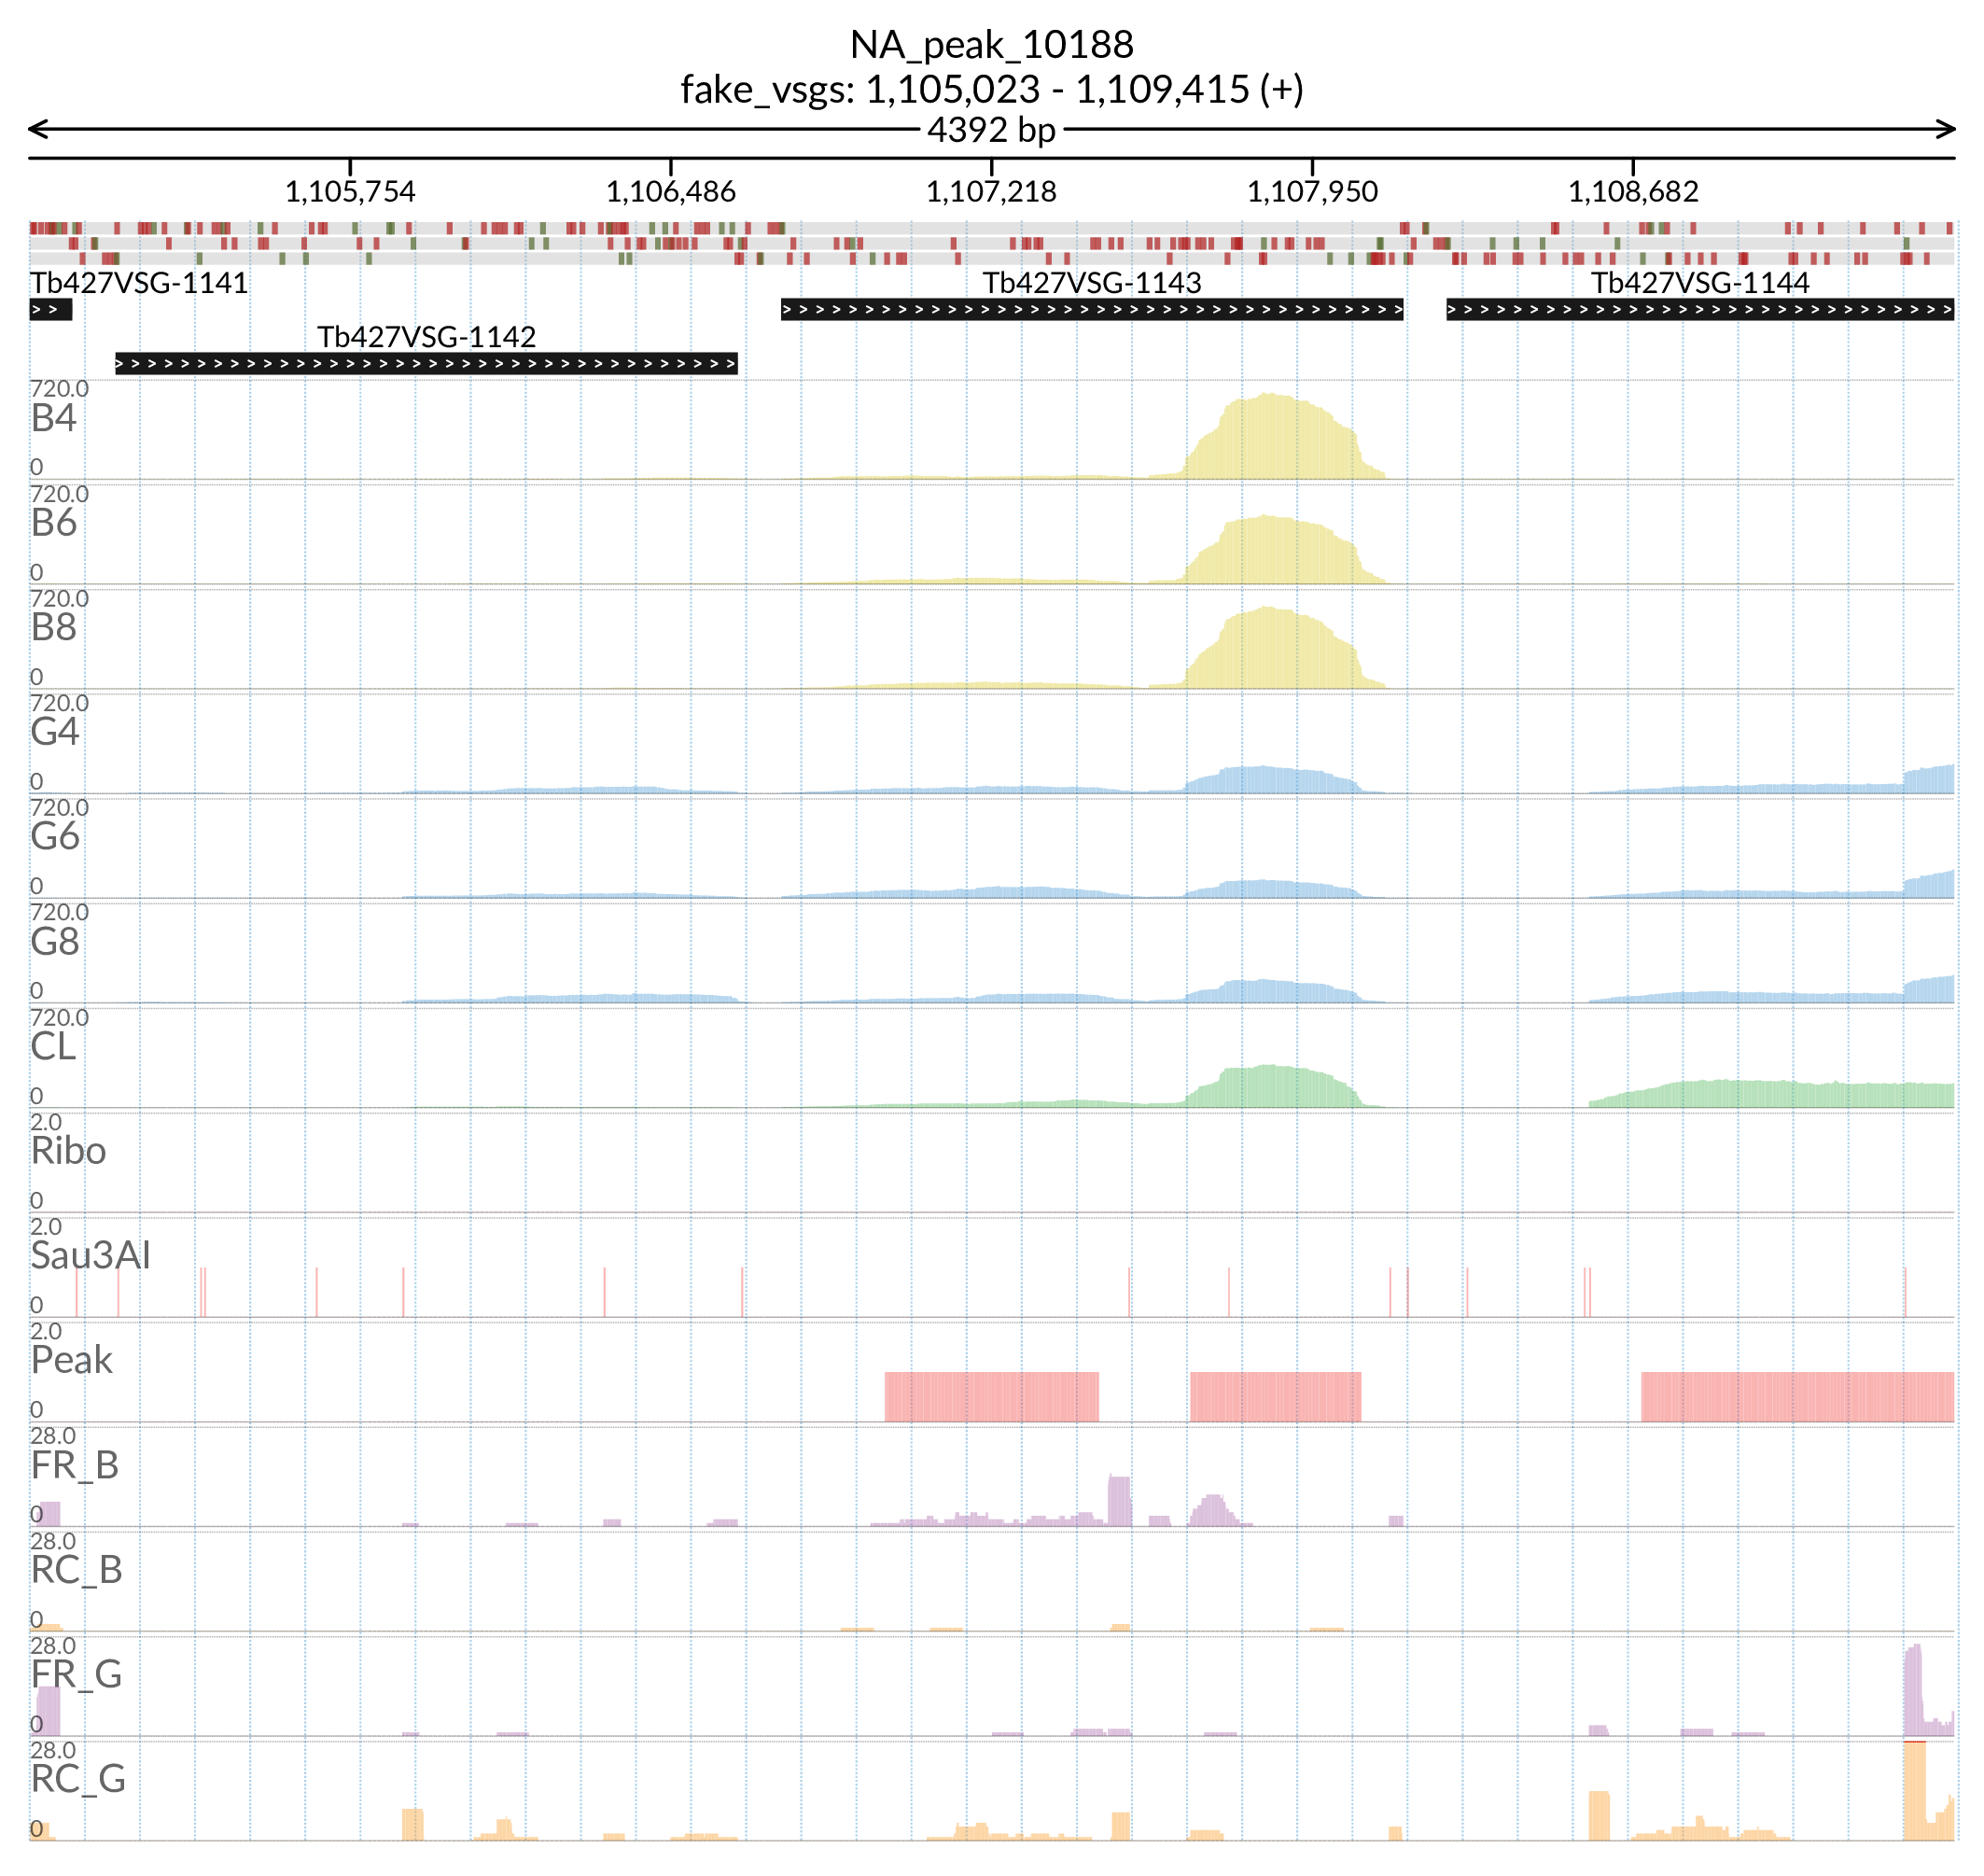 NA_peak_10188
fake_vsgs: 1,105,023 - 1,109,415 (+)
4392 bp
1,105,754 1,106,486 1,107,218 1,107,950 1,108,682
Tb427VSG-1141 Tb427VSG-1143 Tb427VSG-1144
Tb427VSG-1142
720.0
B4
0
720.0
B6
0
720.0
B8
0
720.0
G4
0
720.0
G6
0
720.0
G8
0
720.0
CL
0
2.0
Ribo
0
2.0
Sau3AI
0
2.0
Peak
0
28.0
FR_B
0
28.0
RC_B
0
28.0
FR_G
0
28.0
RC_G
0